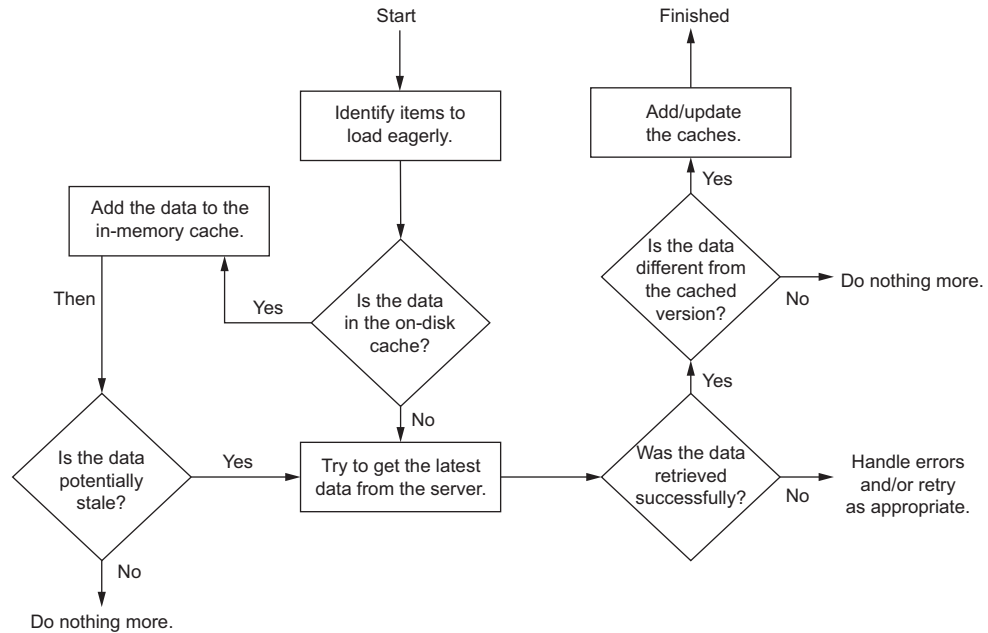 Start
Identify items to
load eagerly.
Is the data
in the on-disk
cache?
Yes
Add the data to the
in-memory cache.
Then
Is the data
potentially
stale?
No
Do nothing more.
Yes
No
Try to get the latest
data from the server.
Was the data
retrieved
successfully?
No
Handle errors
and/or retry
as appropriate.
Yes
Is the data
different from
the cached
version?
No
Do nothing more.
Yes
Add/update
the caches.
Finished